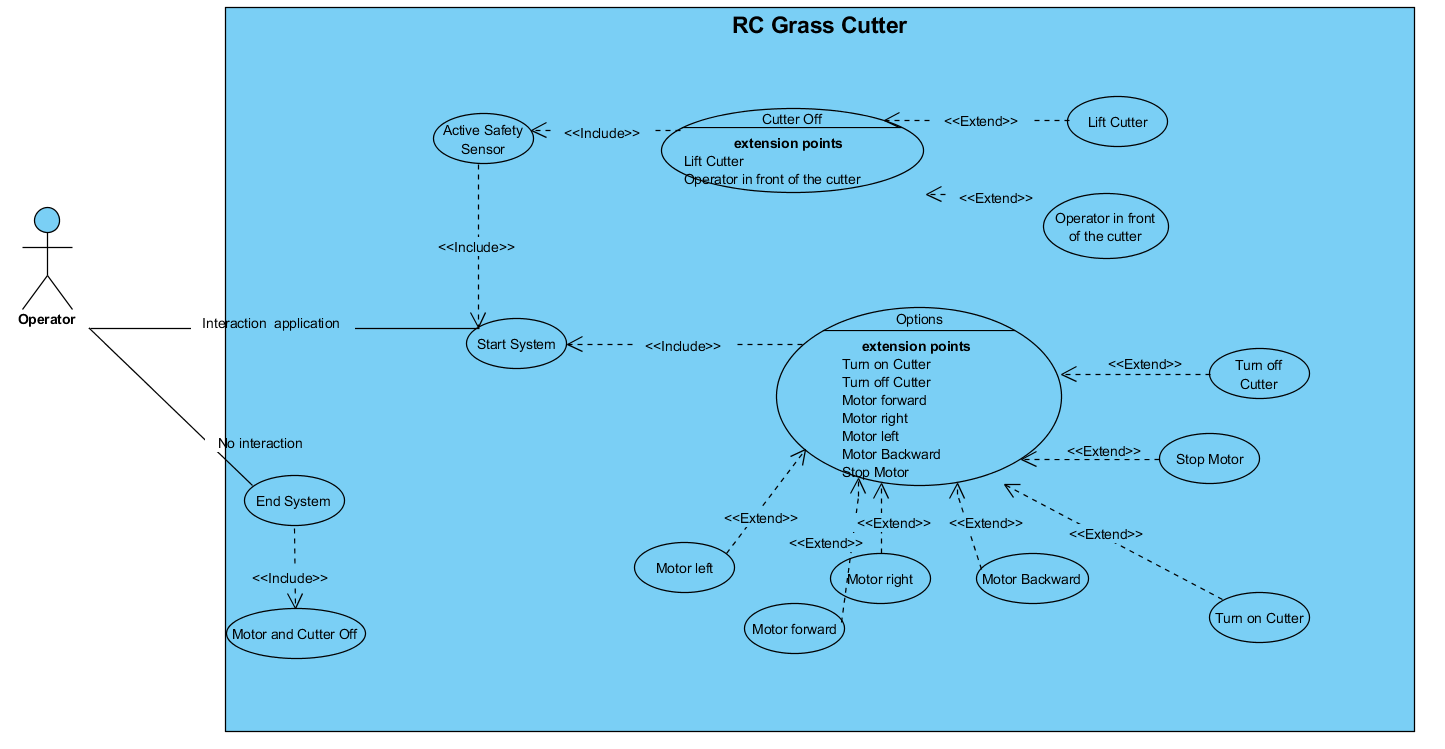 RC Grass Cutter
Active Safety
Sensor
<<Include>>
Cutter Off
extension points
Lift Cutter
Operator in front of the cutter
<<Extend>>
Lift Cutter
<<Extend>>
Operator in front
of the cutter
<<Include>>
Operator
Interaction  application
Start System
<<Include>>
Options
extension points
Turn on Cutter
Turn off Cutter
Motor forward
Motor right
Motor left
Motor Backward
Stop Motor
<<Extend>>
Turn off
Cutter
<<Extend>>
Stop Motor
No interaction
End System
<<Include>>
Motor and Cutter Off
<<Extend>>
Motor left
<<Extend>>
Motor forward
<<Extend>>
Motor right
<<Extend>>
Motor Backward
<<Extend>>
Turn on Cutter